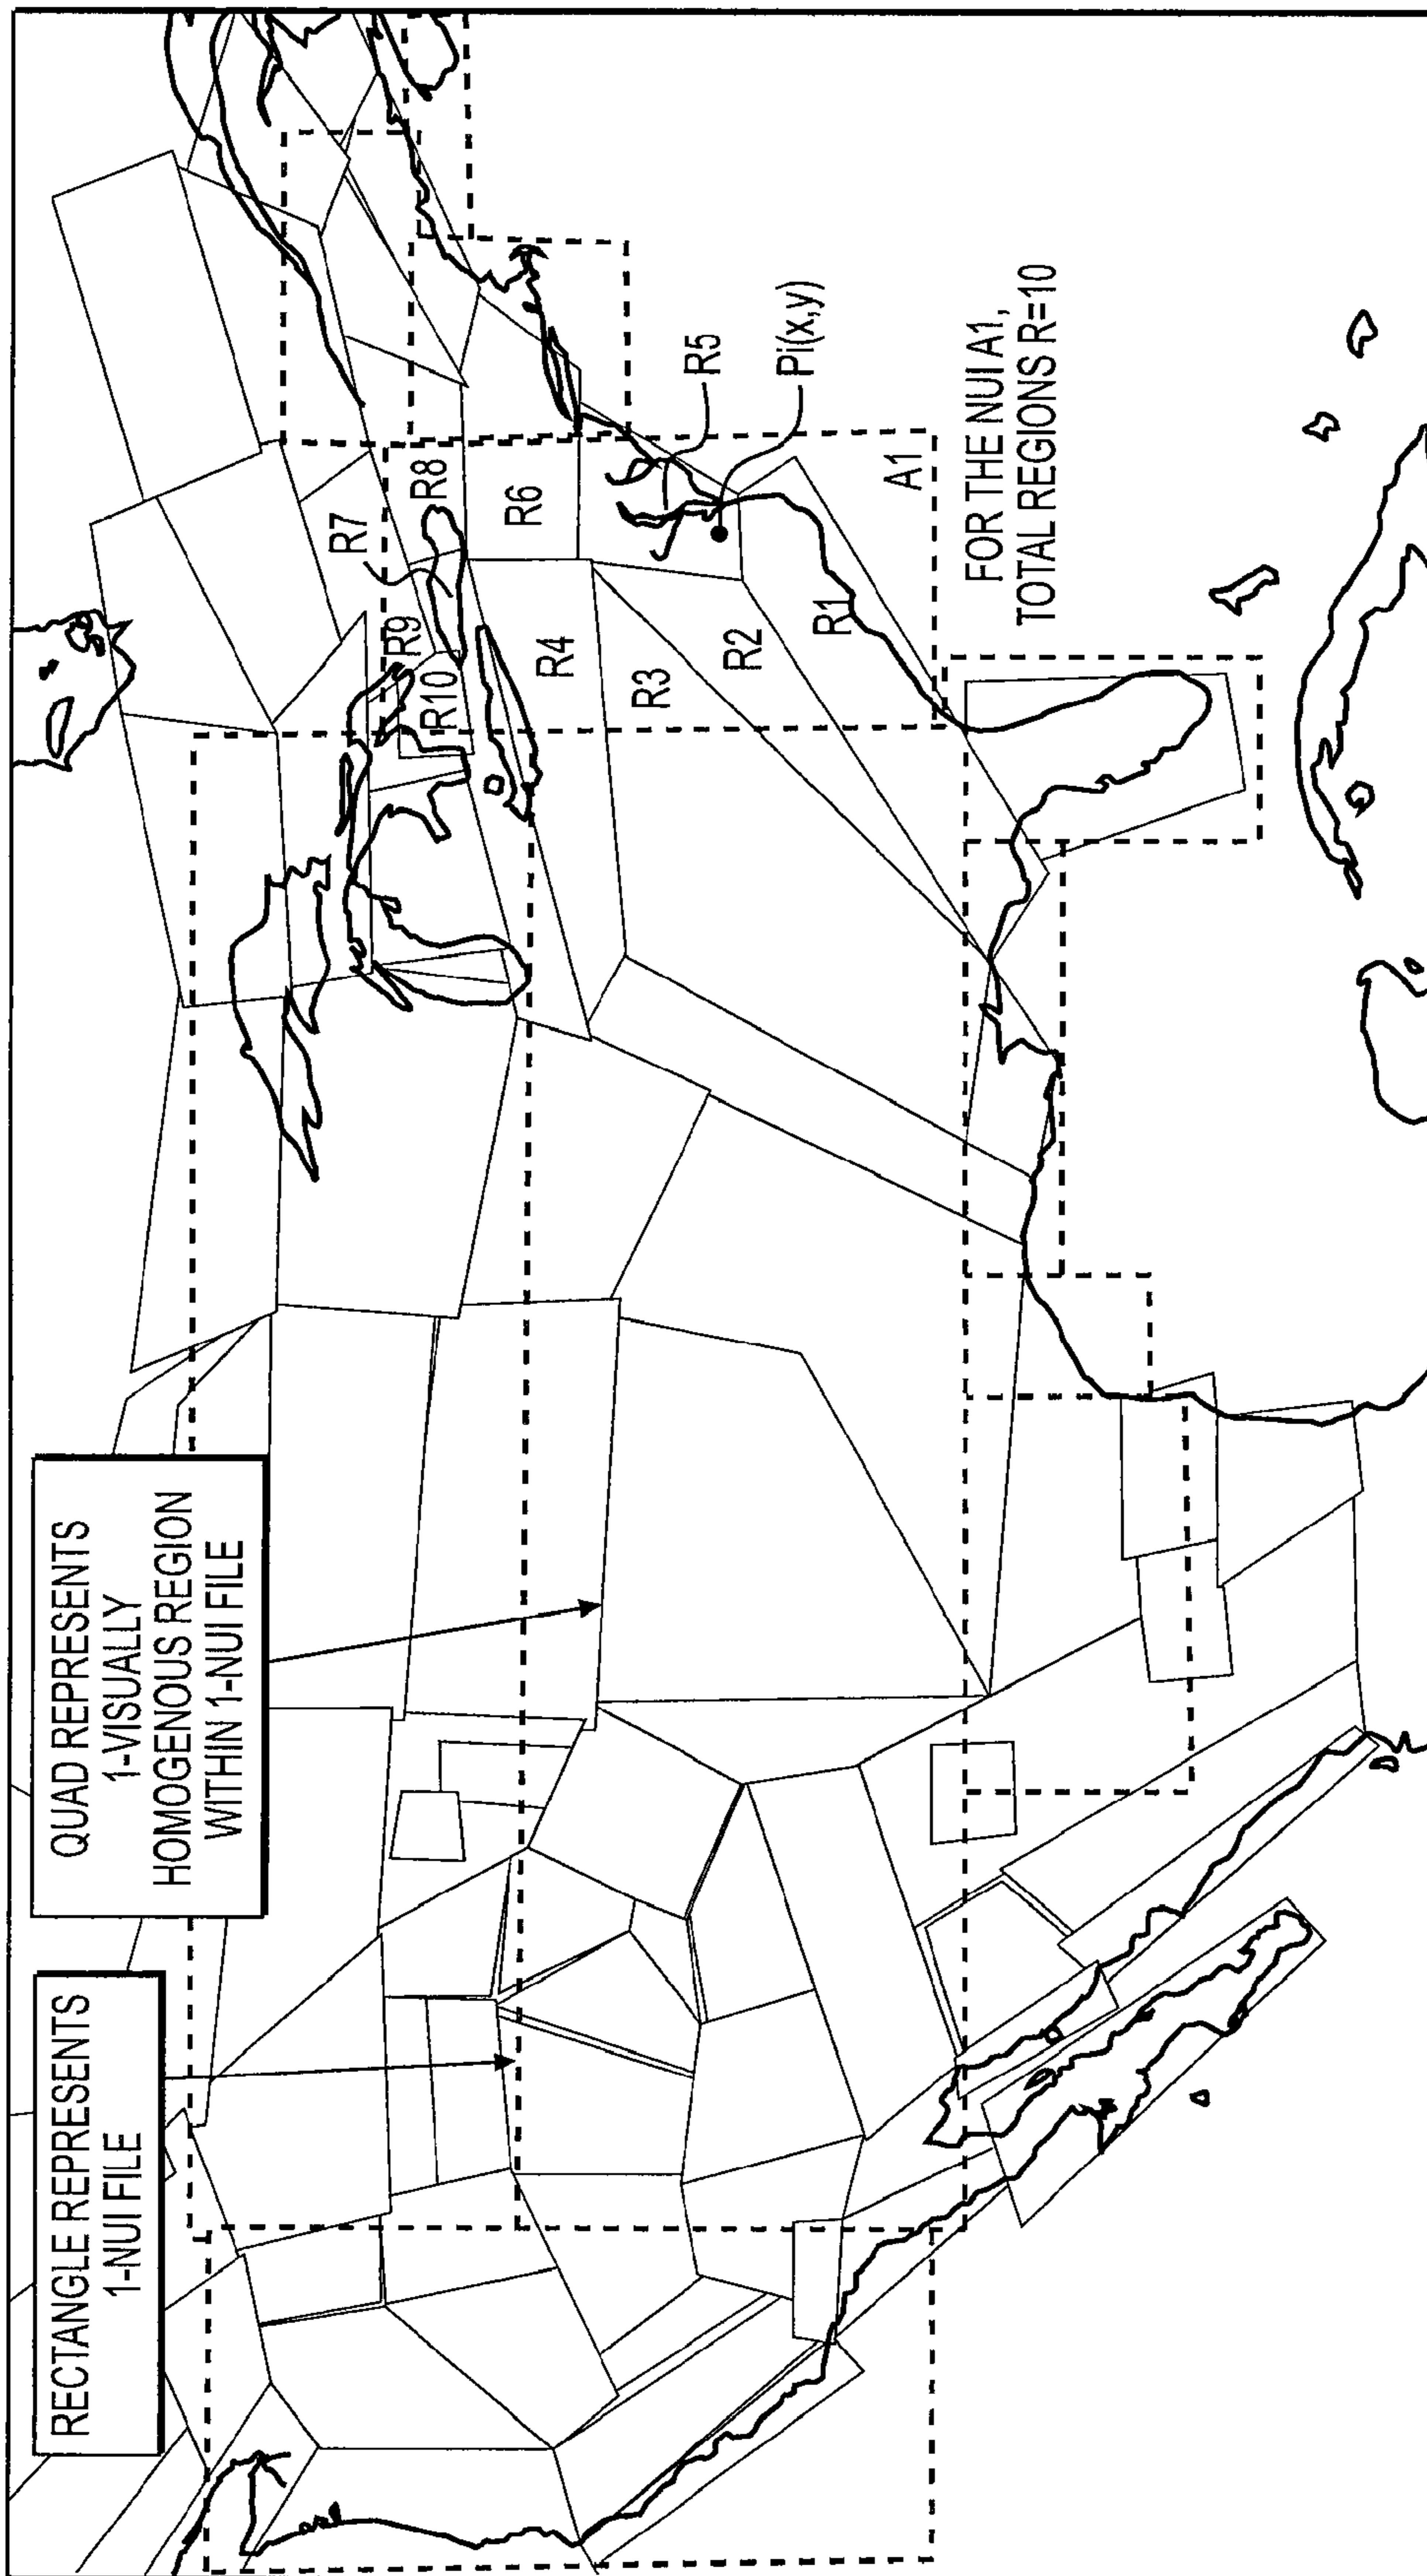 QUAD REPRESENTS
1-VISUALLY
HOMOGENOUS REGION
WITHIN 1-NUI FILE
RECTANGLE REPRESENTS
1-NUI FILE
R7
R8
R9
R10
R6
R4
R5
R3
R2
R1
Pi(x,y)
A1
FOR THE NUI A1,
TOTAL REGIONS R=10